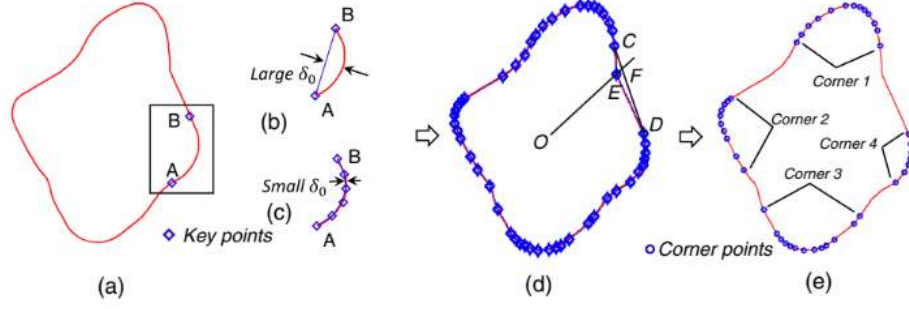 B
A
Key points
(a)
B
Large δ₀
A
(b)
B
Small δ₀
(c)
A
C
F
E
D
O
(d)
Corner 1
Corner 2
Corner 4
Corner 3
Corner points
(e)